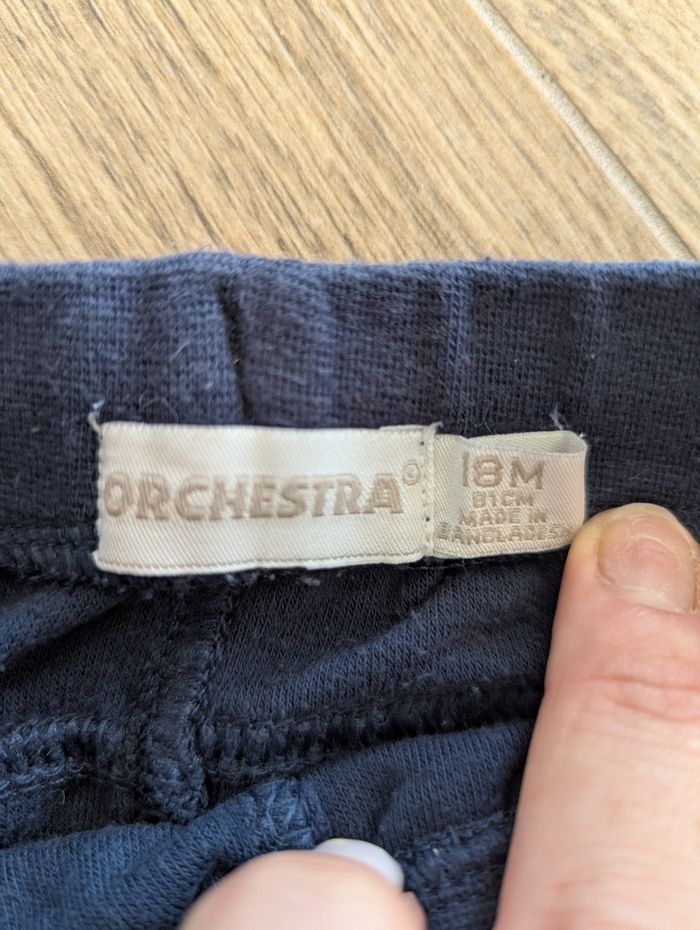 ORCHESTRA®
18M
81CM
MADE IN
BANGLADESH